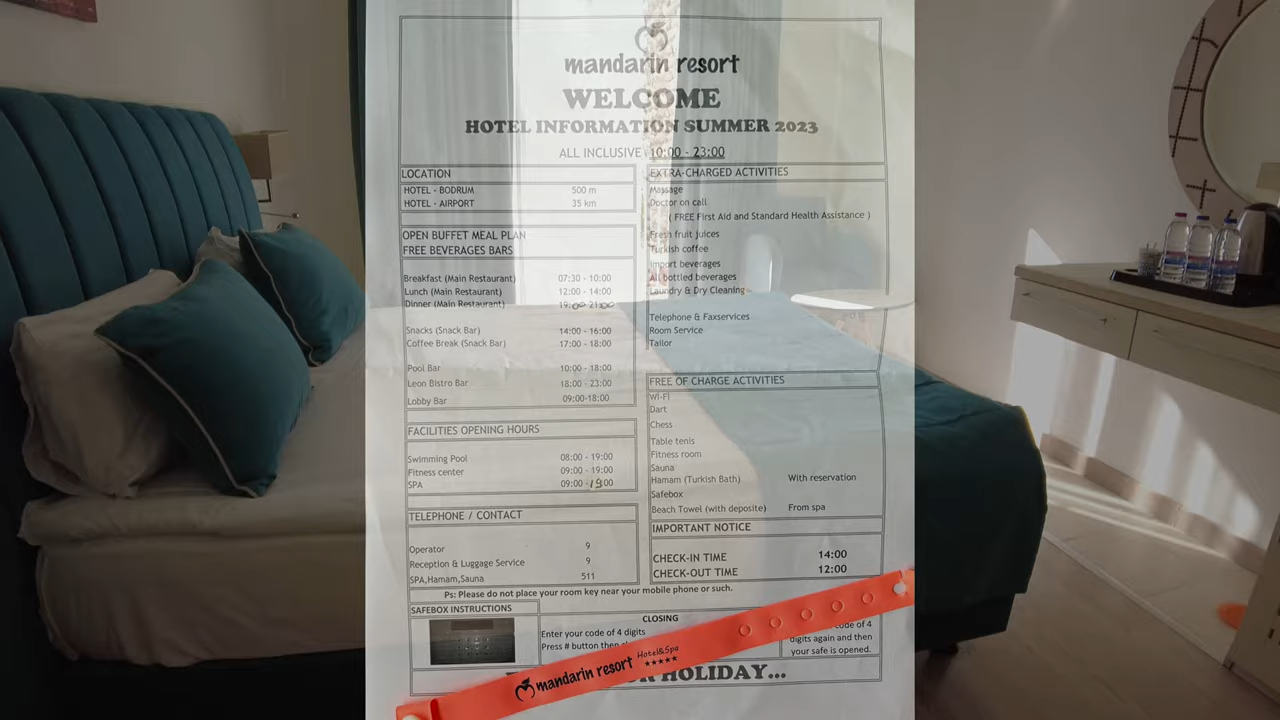 mandarin resort
WELCOME
HOTEL INFORMATION SUMMER 2023
ALL INCLUSIVE 10:00 - 23:00
LOCATION
HOTEL - BODRUM 500 m
HOTEL - AIRPORT 35 km
OPEN BUFFET MEAL PLAN
FREE BEVERAGES BARS
Breakfast (Main Restaurant) 07:30 - 10:00
Lunch (Main Restaurant) 12:00 - 14:00
Dinner (Main Restaurant) 19:00 21:00
Snacks (Snack Bar) 14:00 - 16:00
Coffee Break (Snack Bar) 17:00 - 18:00
Pool Bar 10:00 - 18:00
Leon Bistro Bar 18:00 - 23:00
Lobby Bar 09:00-18:00
FACILITIES OPENING HOURS
Swimming Pool 08:00 - 19:00
Fitness center 09:00 - 19:00
SPA 09:00 - 19:00
TELEPHONE / CONTACT
Operator 9
Reception & Luggage Service 9
SPA,Hamam,Sauna 511
EXTRA-CHARGED ACTIVITIES
Massage
Doctor on call
( FREE First Aid and Standard Health Assistance )
Fresh fruit juices
Turkish coffee
Import beverages
All bottled beverages
Laundry & Dry Cleaning
Telephone & Faxservices
Room Service
Tailor
FREE OF CHARGE ACTIVITIES
Wi-Fi
Dart
Chess
Table tenis
Fitness room
Sauna
Hamam (Turkish Bath) With reservation
Safebox
Beach Towel (with deposite) From spa
IMPORTANT NOTICE
CHECK-IN TIME 14:00
CHECK-OUT TIME 12:00
Ps: Please do not place your room key near your mobile phone or such.
SAFEBOX INSTRUCTIONS
CLOSING
Enter your code of 4 digits
Press # button then
code of 4
digits again and then
your safe is opened.
mandarin resort Hotel&Spa
HOLIDAY...